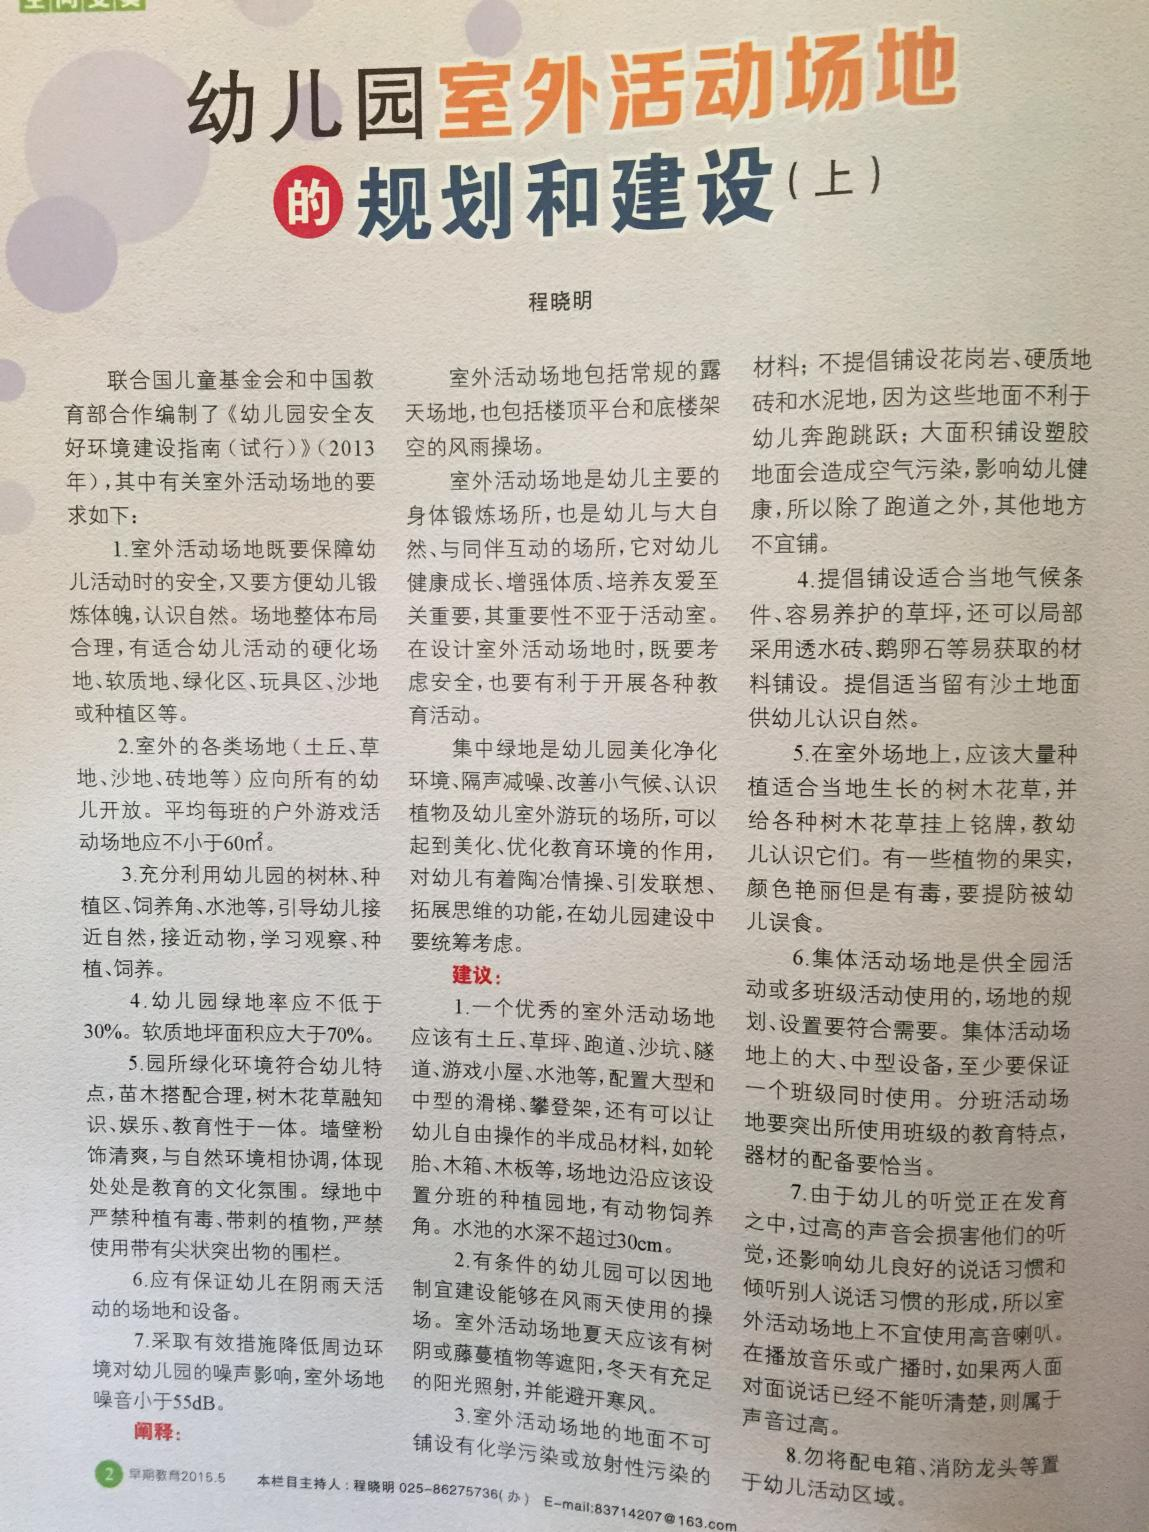 幼儿园室外活动场地
的规划和建设(上)
程晓明
联合国儿童基金会和中国教
育部合作编制了《幼儿园安全友
好环境建设指南(试行)》(2013
年),其中有关室外活动场地的要
求如下:
1.室外活动场地既要保障幼
儿活动时的安全,又要方便幼儿锻
炼体魄,认识自然。场地整体布局
合理,有适合幼儿活动的硬化场
地、软质地、绿化区、玩具区、沙地
或种植区等。
2.室外的各类场地(土丘、草
地、沙地、砖地等)应向所有的幼
儿开放。平均每班的户外游戏活
动场地应不小于60㎡。
3.充分利用幼儿园的树林、种
植区、饲养角、水池等,引导幼儿接
近自然,接近动物,学习观察、种
植、饲养。
4.幼儿园绿地率应不低于
30%。软质地坪面积应大于70%。
5.园所绿化环境符合幼儿特
点,苗木搭配合理,树木花草融知
识、娱乐、教育性于一体。墙壁粉
饰清爽,与自然环境相协调,体现
处处是教育的文化氛围。绿地中
严禁种植有毒、带刺的植物,严禁
使用带有尖状突出物的围栏。
6.应有保证幼儿在阴雨天活
动的场地和设备。
7.采取有效措施降低周边环
境对幼儿园的噪声影响,室外场地
噪音小于55dB。
阐释:
室外活动场地包括常规的露
天场地,也包括楼顶平台和底楼架
空的风雨操场。
室外活动场地是幼儿主要的
身体锻炼场所,也是幼儿与大自
然、与同伴互动的场所,它对幼儿
健康成长、增强体质、培养友爱至
关重要,其重要性不亚于活动室。
在设计室外活动场地时,既要考
虑安全,也要有利于开展各种教
育活动。
集中绿地是幼儿园美化净化
环境、隔声减噪、改善小气候、认识
植物及幼儿室外游玩的场所,可以
起到美化、优化教育环境的作用,
对幼儿有着陶冶情操、引发联想、
拓展思维的功能,在幼儿园建设中
要统筹考虑。
建议:
1.一个优秀的室外活动场地
应该有土丘、草坪、跑道、沙坑、隧
道、游戏小屋、水池等,配置大型和
中型的滑梯、攀登架,还有可以让
幼儿自由操作的半成品材料,如轮
胎、木箱、木板等,场地边沿应该设
置分班的种植园地,有动物饲养
角。水池的水深不超过30cm。
2.有条件的幼儿园可以因地
制宜建设能够在风雨天使用的操
场。室外活动场地夏天应该有树
阴或藤蔓植物等遮阳,冬天有充足
的阳光照射,并能避开寒风。
3.室外活动场地的地面不可
铺设有化学污染或放射性污染的
材料;不提倡铺设花岗岩、硬质地
砖和水泥地,因为这些地面不利于
幼儿奔跑跳跃;大面积铺设塑胶
地面会造成空气污染,影响幼儿健
康,所以除了跑道之外,其他地方
不宜铺。
4.提倡铺设适合当地气候条
件、容易养护的草坪,还可以局部
采用透水砖、鹅卵石等易获取的材
料铺设。提倡适当留有沙土地面
供幼儿认识自然。
5.在室外场地上,应该大量种
植适合当地生长的树木花草,并
给各种树木花草挂上铭牌,教幼
儿认识它们。有一些植物的果实,
颜色艳丽但是有毒,要提防被幼
儿误食。
6.集体活动场地是供全园活
动或多班级活动使用的,场地的规
划、设置要符合需要。集体活动场
地上的大、中型设备,至少要保证
一个班级同时使用。分班活动场
地要突出所使用班级的教育特点,
器材的配备要恰当。
7.由于幼儿的听觉正在发育
之中,过高的声音会损害他们的听
觉,还影响幼儿良好的说话习惯和
倾听别人说话习惯的形成,所以室
外活动场地上不宜使用高音喇叭。
在播放音乐或广播时,如果两人面
对面说话已经不能听清楚,则属于
声音过高。
8.勿将配电箱、消防龙头等置
于幼儿活动区域。
2 早期教育2015.5 本栏目主持人:程晓明 025-86275736(办) E-mail:83714207@163.com